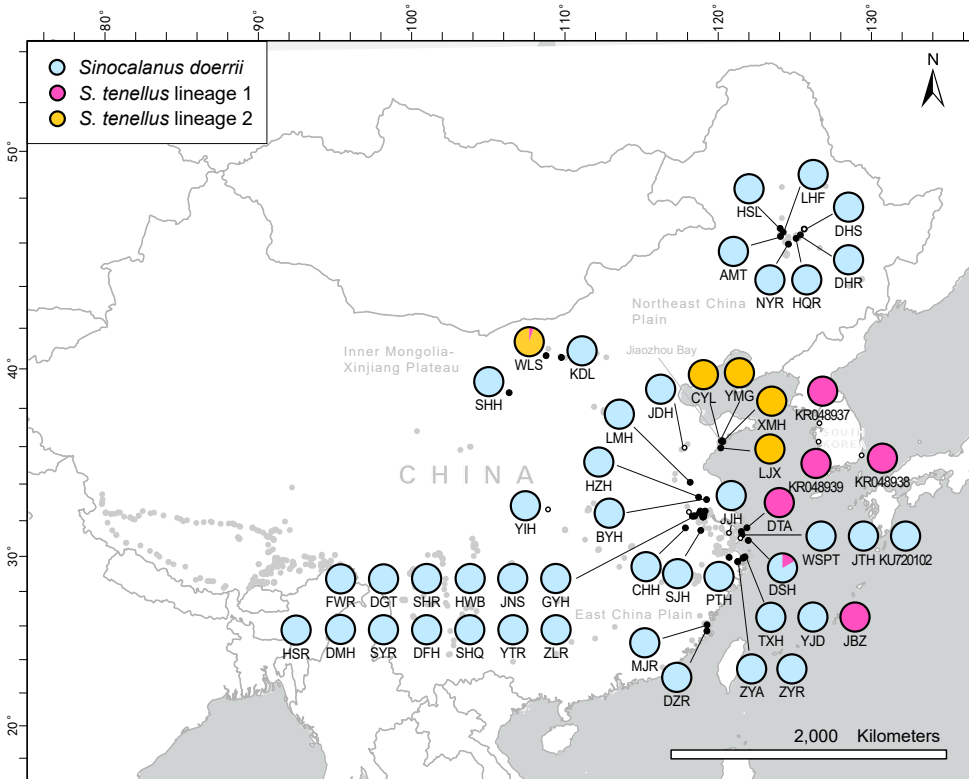 80°
90°
100°
110°
120°
130°
Sinocalanus doerrii
S. tenellus lineage 1
S. tenellus lineage 2
N
50°
40°
30°
20°
LHF
HSL
DHS
AMT
NYR
HQR
DHR
Northeast China
Plain
Inner Mongolia-
Xinjiang Plateau
Jiaozhou Bay
WLS
KDL
SHH
CYL
YMG
JDH
XMH
KR048937
SOUTH
KOREA
LMH
LJX
KR048939
KR048938
CHINA
HZH
JJH
DTA
YIH
BYH
WSPT
JTH
KU720102
CHH
SJH
PTH
DSH
FWR
DGT
SHR
HWB
JNS
GYH
East China Plain
HSR
DMH
SYR
DFH
SHQ
YTR
ZLR
MJR
TXH
YJD
JBZ
DZR
ZYA
ZYR
2,000 Kilometers